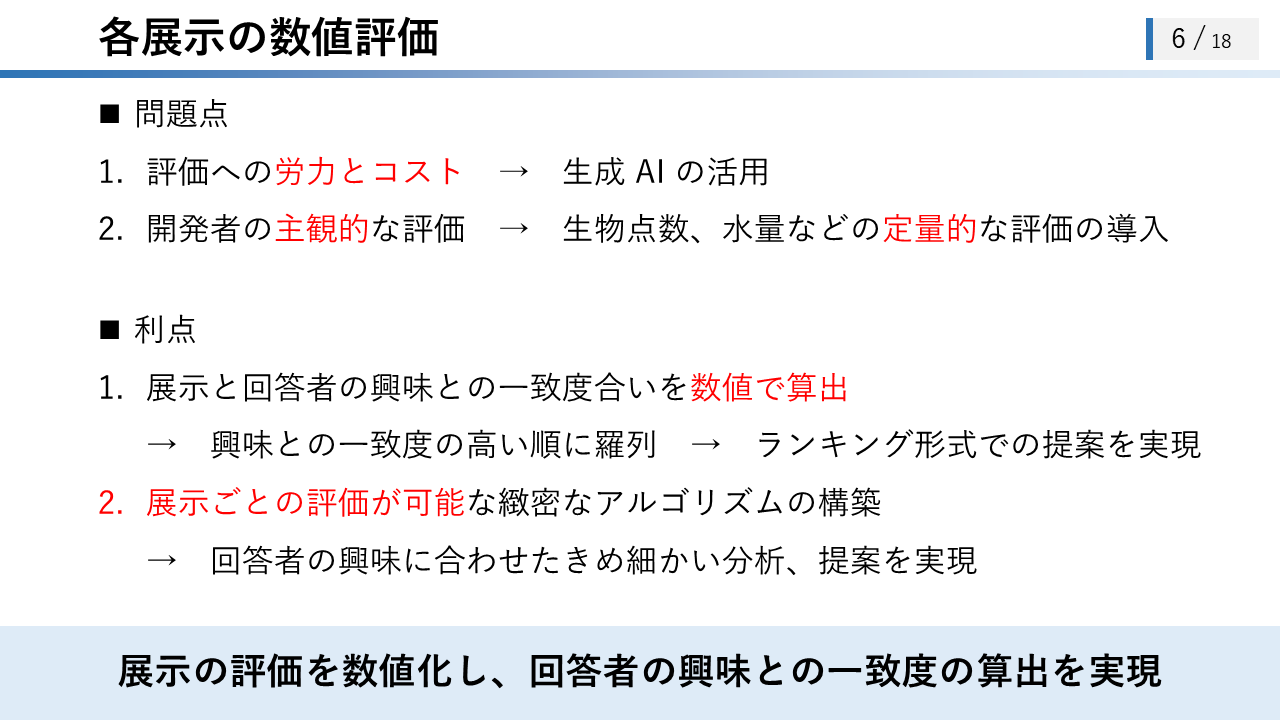 各展示の数値評価
6 / 18
■ 問題点
1. 評価への労力とコスト → 生成 AI の活用
2. 開発者の主観的な評価 → 生物点数、水量などの定量的な評価の導入
■ 利点
1. 展示と回答者の興味との一致度合いを数値で算出
→ 興味との一致度の高い順に羅列 → ランキング形式での提案を実現
2. 展示ごとの評価が可能な緻密なアルゴリズムの構築
→ 回答者の興味に合わせたきめ細かい分析、提案を実現
展示の評価を数値化し、回答者の興味との一致度の算出を実現